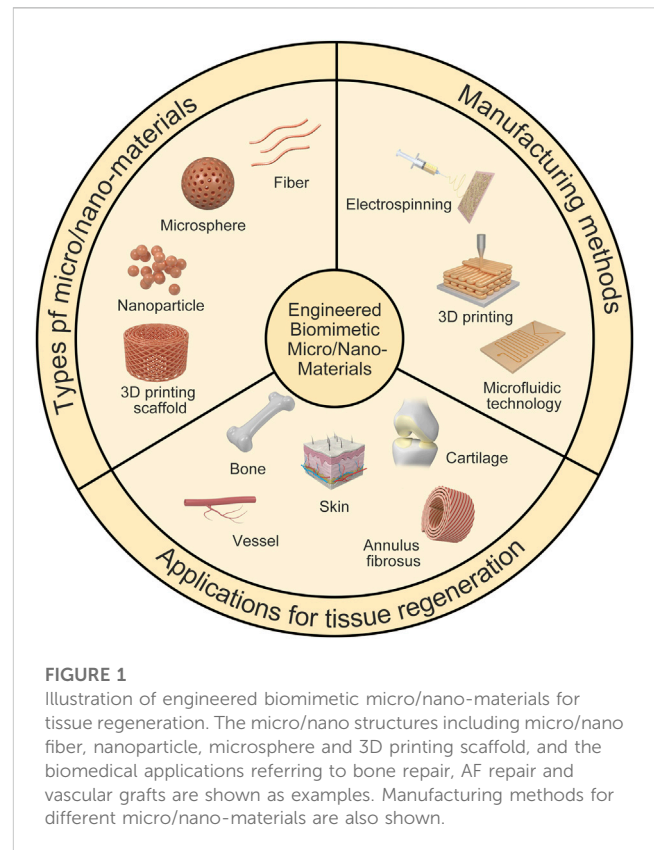 Types pf micro/nano-materials
Manufacturing methods
Fiber
Microsphere
Nanoparticle
3D printing
scaffold
Electrospinning
3D printing
Microfluidic
technology
Engineered
Biomimetic
Micro/Nano-
Materials
Bone
Skin
Cartilage
Vessel
Annulus
fibrosus
Applications for tissue regeneration
FIGURE 1
Illustration of engineered biomimetic micro/nano-materials for
tissue regeneration. The micro/nano structures including micro/nano
fiber, nanoparticle, microsphere and 3D printing scaffold, and the
biomedical applications referring to bone repair, AF repair and
vascular grafts are shown as examples. Manufacturing methods for
different micro/nano-materials are also shown.